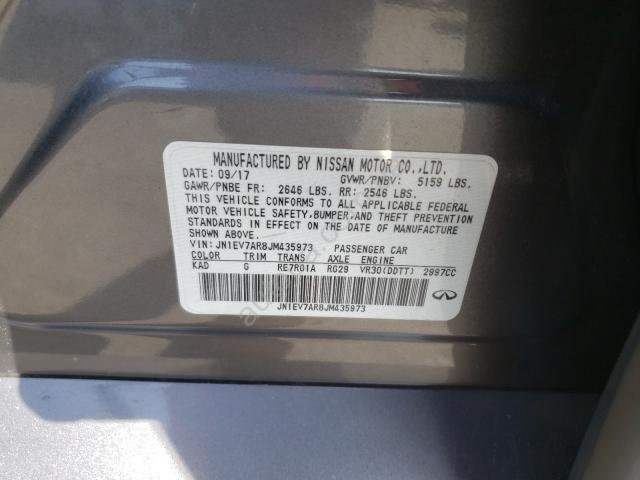 MANUFACTURED BY NISSAN MOTOR CO.,LTD.
DATE: 09/17 GVWR/PNBV: 5159 LBS.
GAWR/PNBE FR: 2646 LBS. RR: 2546 LBS.
THIS VEHICLE CONFORMS TO ALL APPLICABLE FEDERAL
MOTOR VEHICLE SAFETY,BUMPER,AND THEFT PREVENTION
STANDARDS IN EFFECT ON THE DATE OF MANUFACTURE
SHOWN ABOVE.
VIN: JN1EV7AR8JM435973 PASSENGER CAR
COLOR TRIM TRANS AXLE ENGINE
KAD G RE7R01A RG29 VR30(DDTT) 2997CC
JN1EV7AR8JM435973